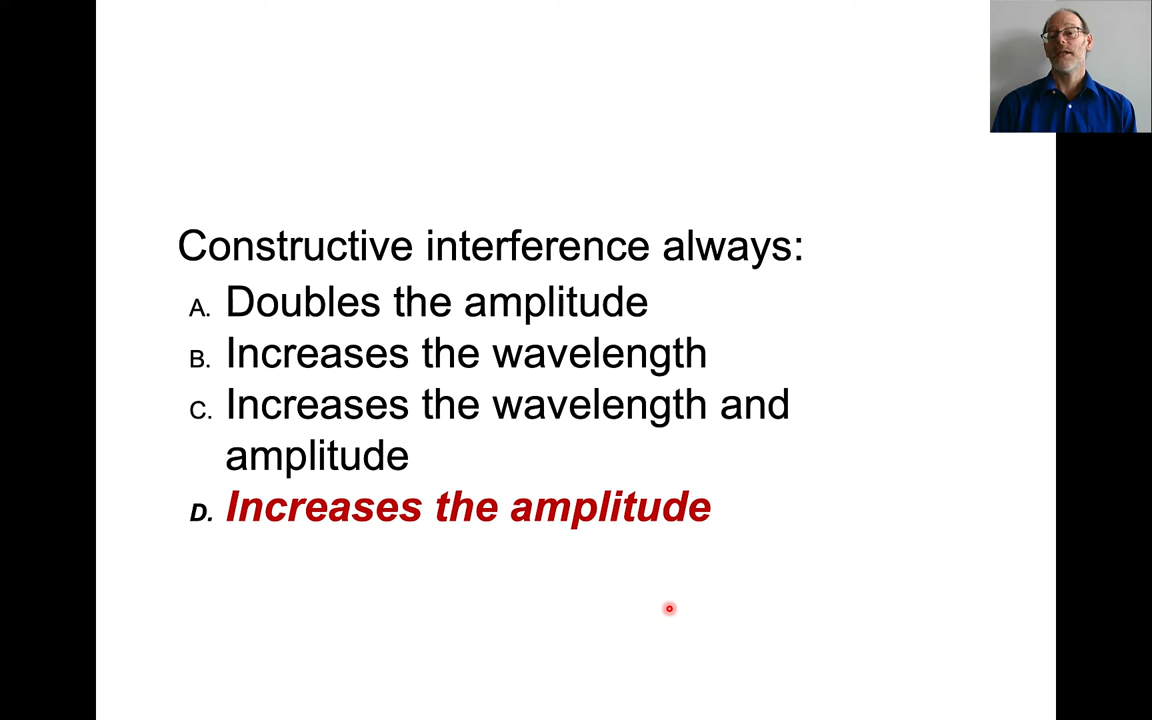 Constructive interference always:
A. Doubles the amplitude
B. Increases the wavelength
C. Increases the wavelength and
amplitude
D. Increases the amplitude